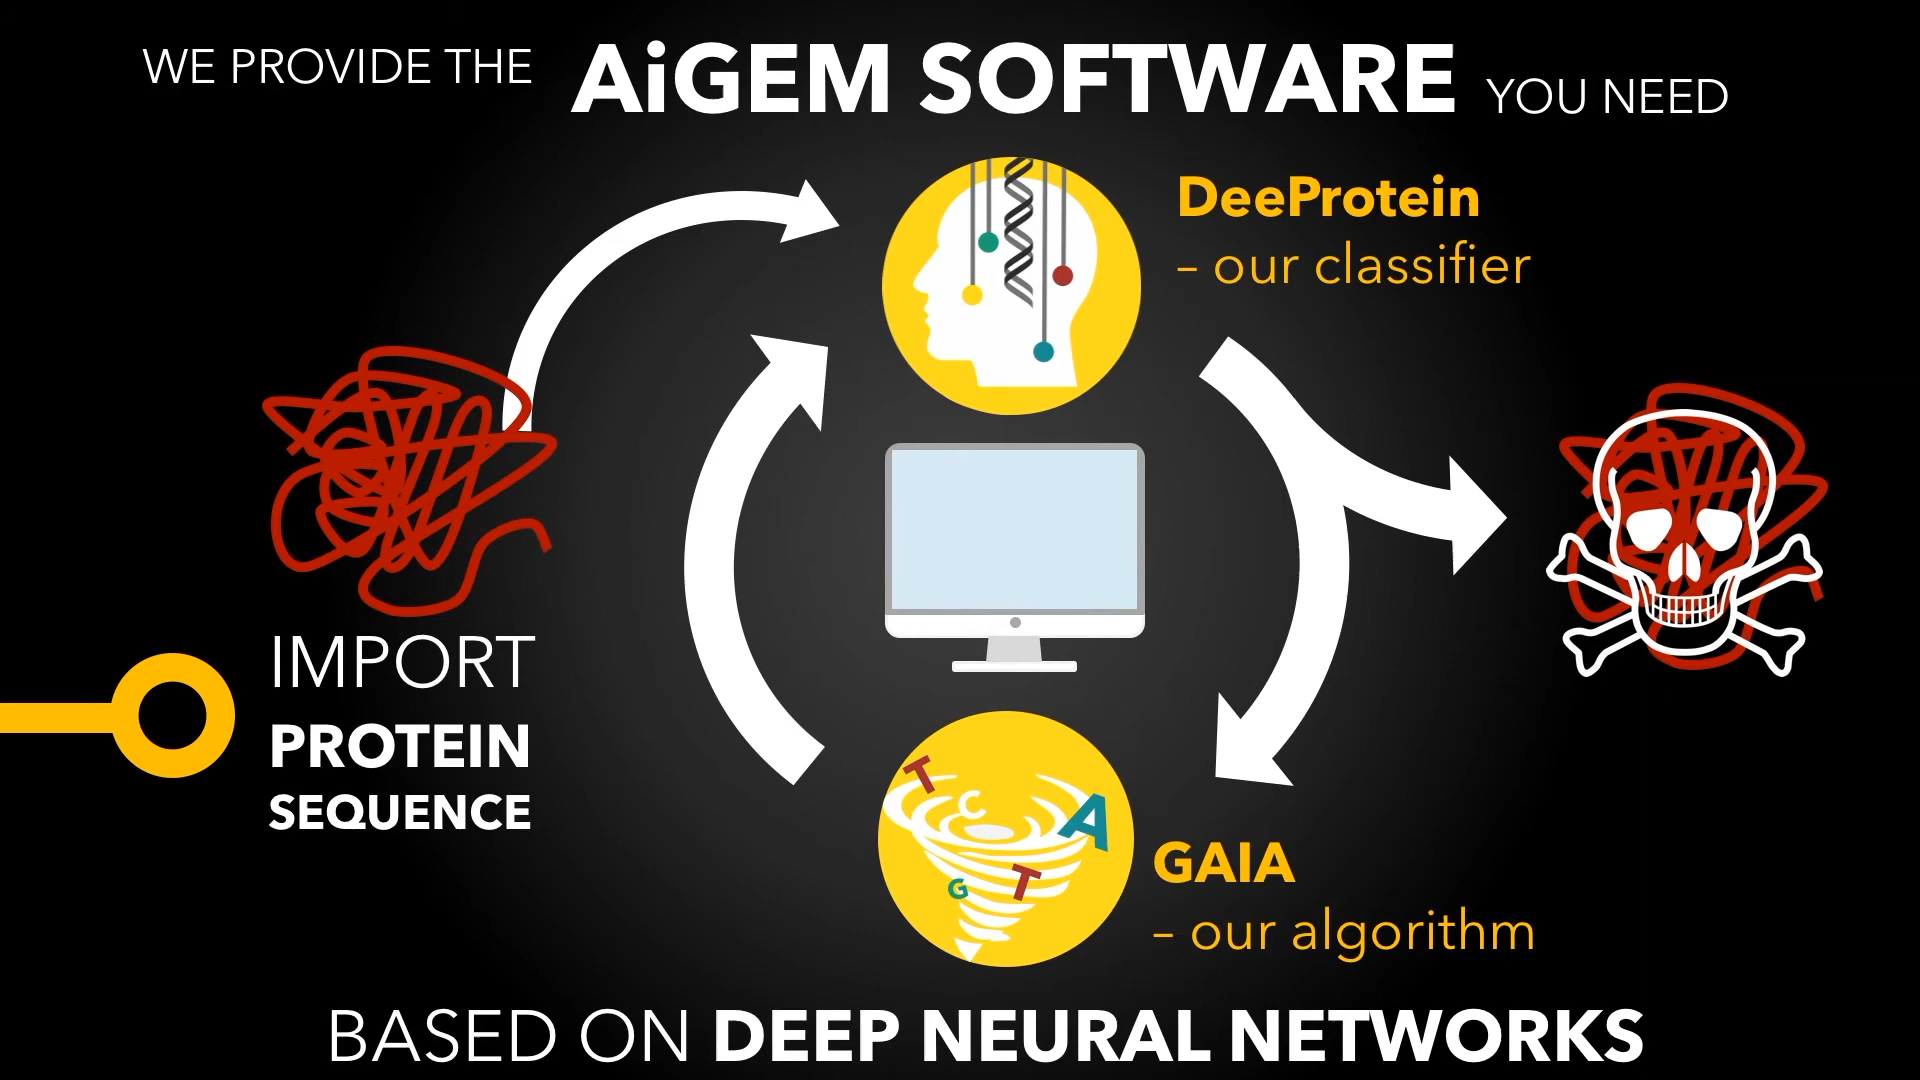 WE PROVIDE THE AiGEM SOFTWARE YOU NEED
DeeProtein
– our classifier
IMPORT
PROTEIN
SEQUENCE
T
C
A
G
T
GAIA
– our algorithm
BASED ON DEEP NEURAL NETWORKS